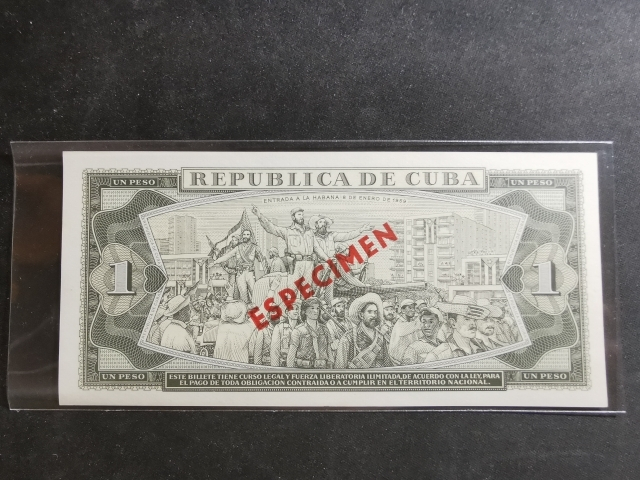 UN PESO
REPUBLICA DE CUBA
UN PESO
ENTRADA A LA HABANA 8 DE ENERO DE 1959
ESPECIMEN
1
1
UN PESO
ESTE BILLETE TIENE CURSO LEGAL Y FUERZA LIBERATORIA ILIMITADA, DE ACUERDO CON LA LEY, PARA
EL PAGO DE TODA OBLIGACION CONTRAIDA O A CUMPLIR EN EL TERRITORIO NACIONAL.
UN PESO